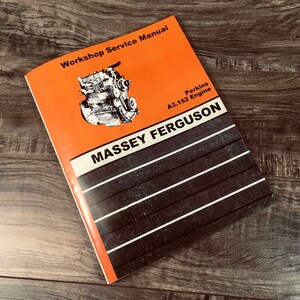 Workshop Service Manual
Perkins
A3.152 Engine
MASSEY FERGUSON